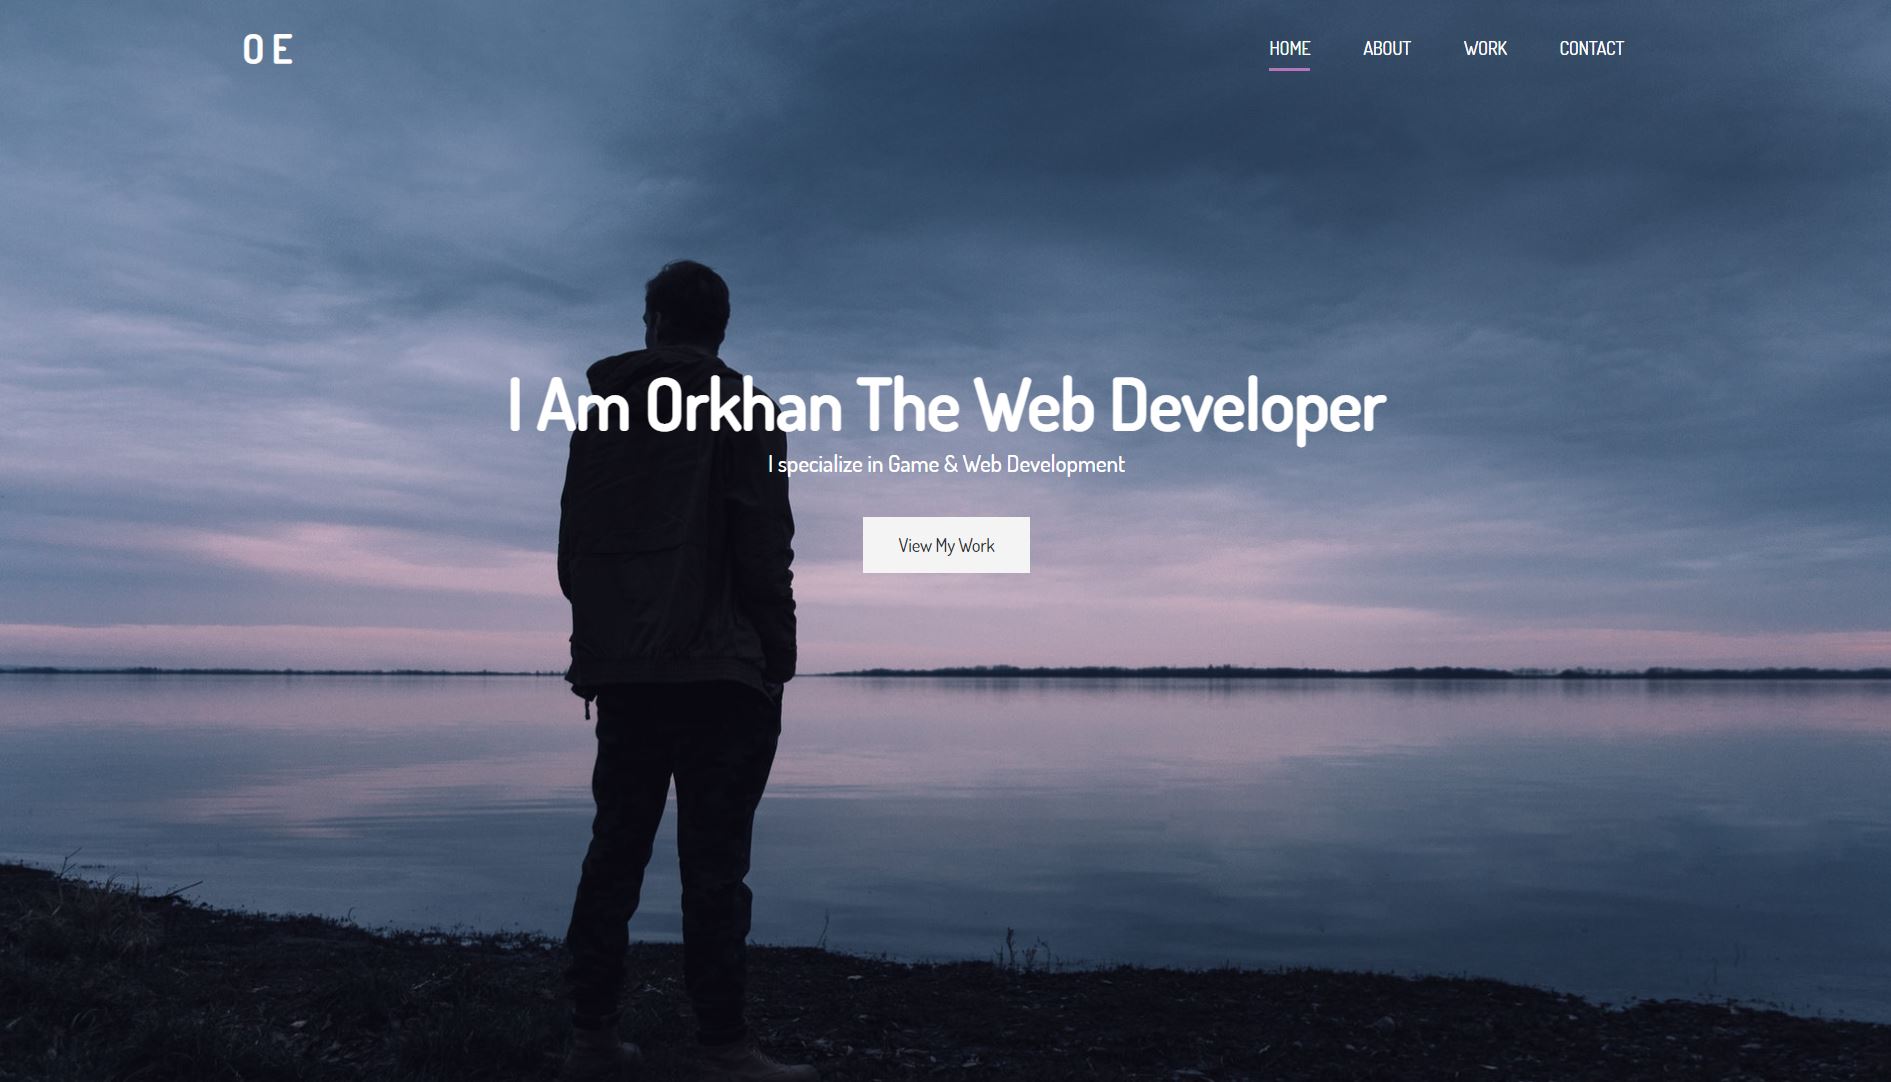 O E
HOME ABOUT WORK CONTACT
I Am Orkhan The Web Developer
I specialize in Game & Web Development
View My Work